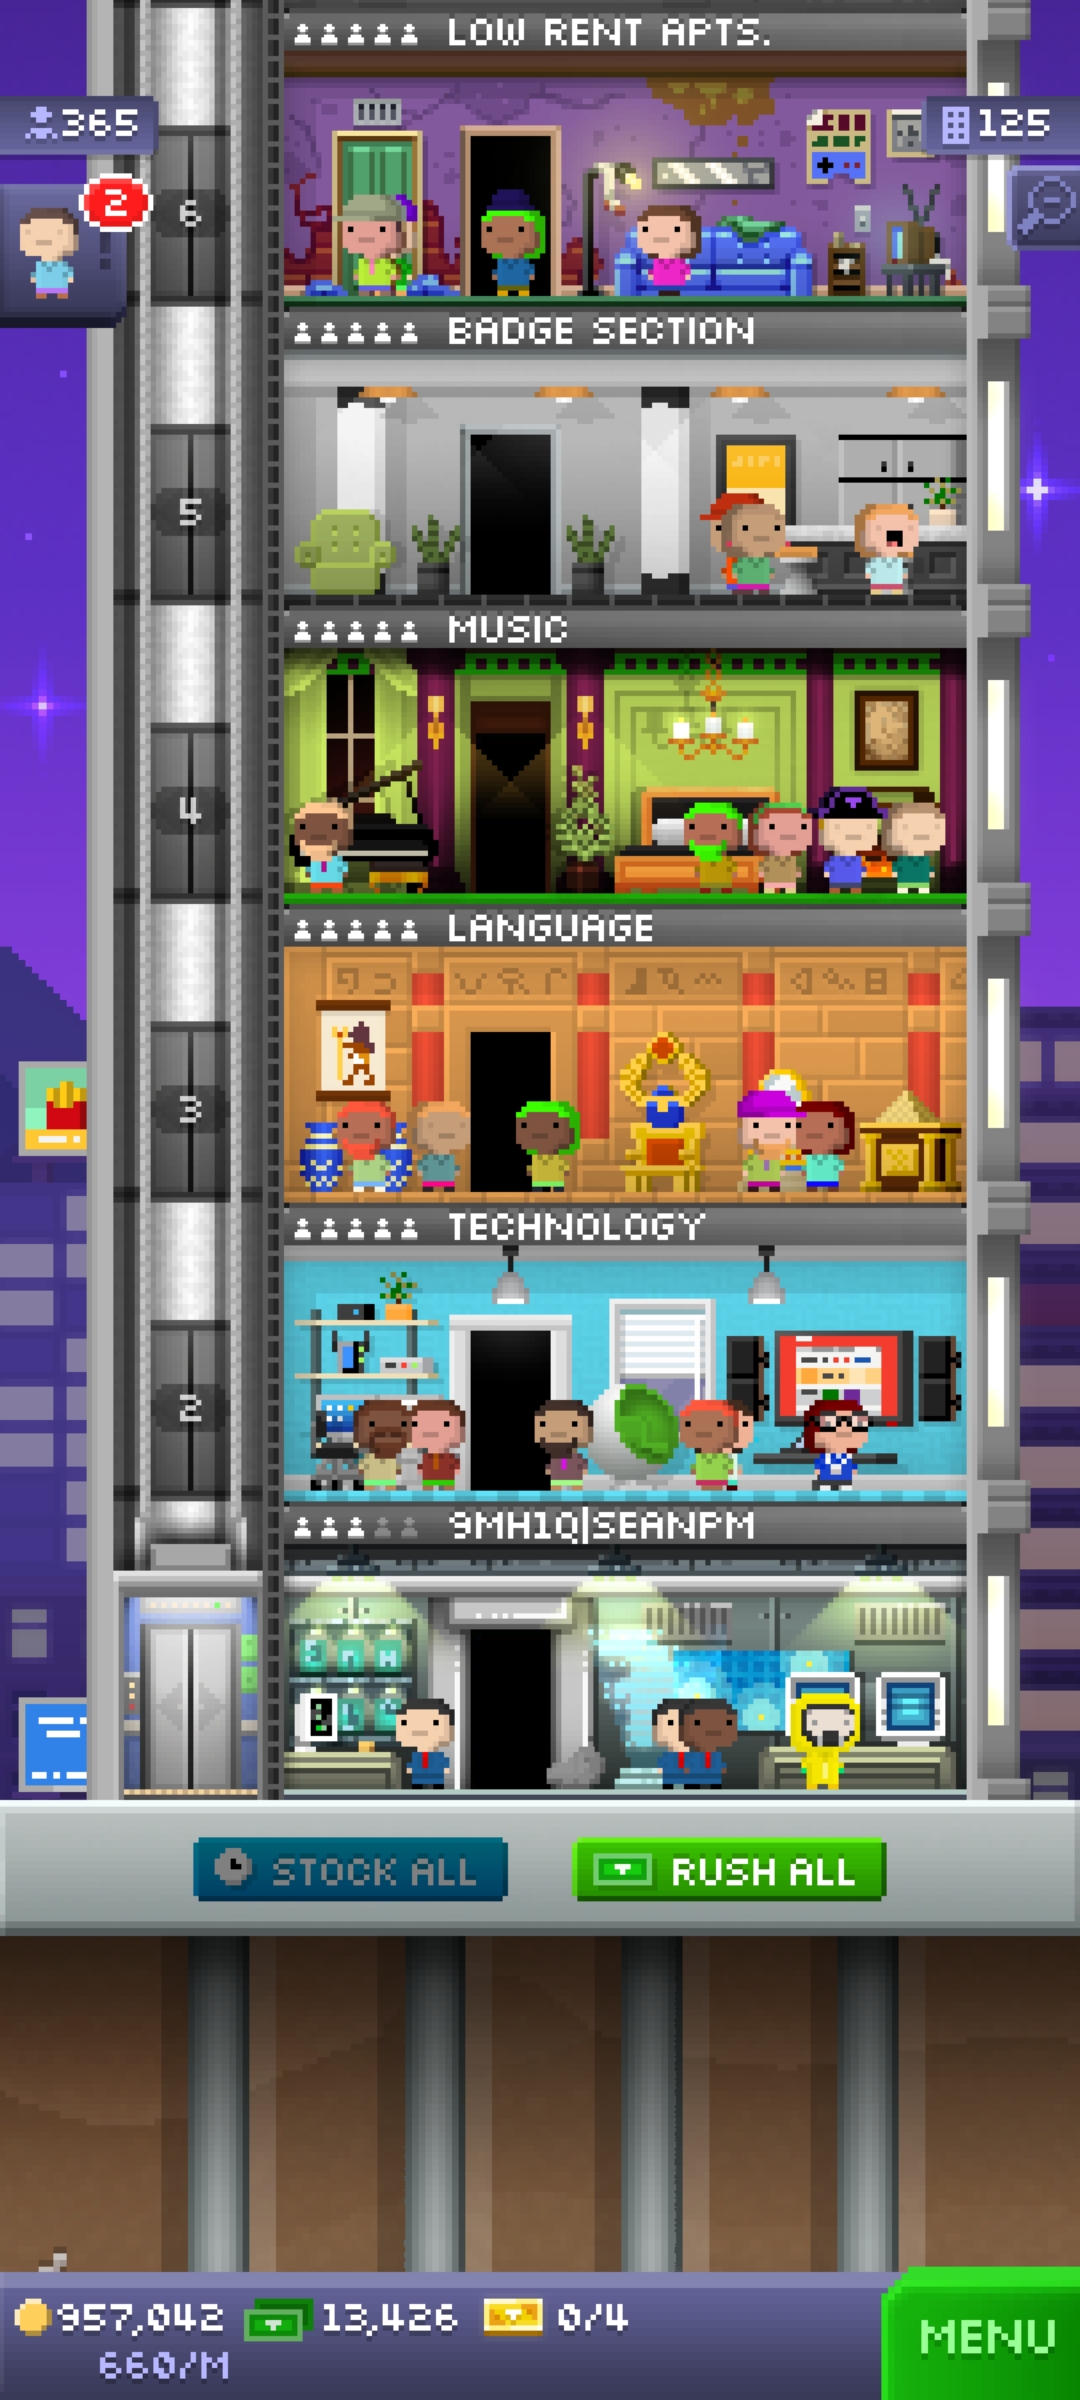 LOW RENT APTS.
365
125
2
6
BADGE SECTION
5
MUSIC
4
LANGUAGE
3
TECHNOLOGY
2
9MH1Q|SEANPM
STOCK ALL
RUSH ALL
957,042
13,426
0/4
660/M
MENU